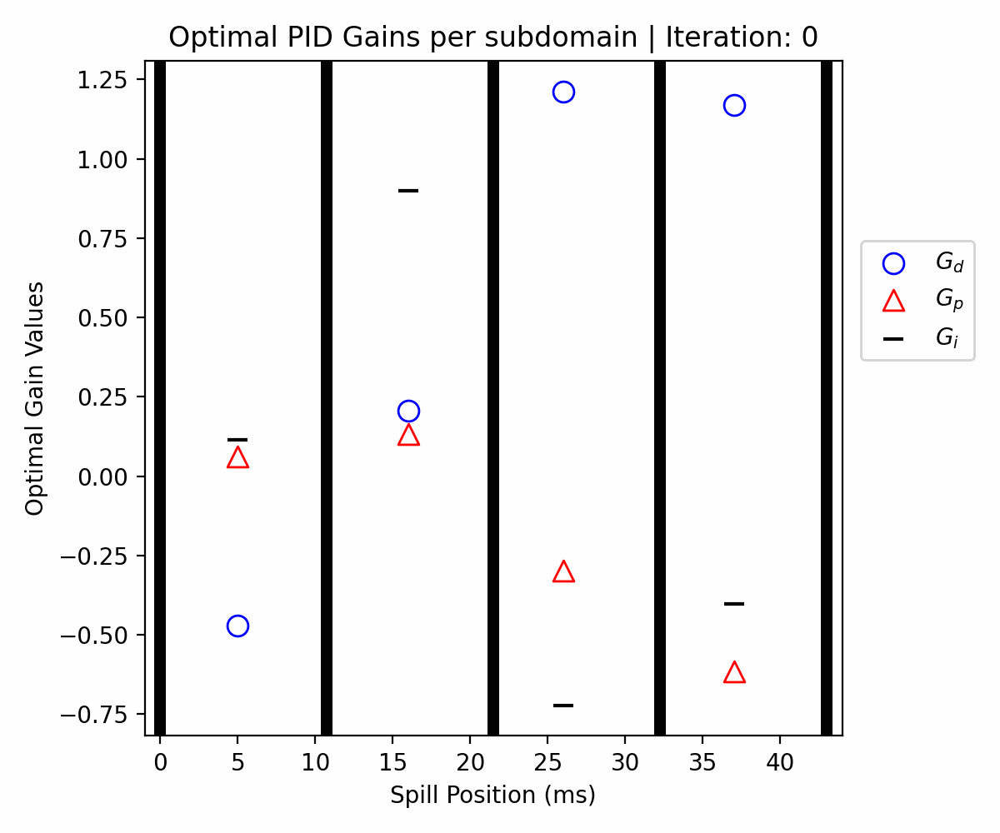 Optimal PID Gains per subdomain | Iteration: 0
1.25
1.00
0.75
0.50
0.25
0.00
−0.25
−0.50
−0.75
Optimal Gain Values
0 5 10 15 20 25 30 35 40
Spill Position (ms)
G_d
G_p
G_i